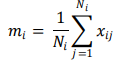 $m_i = \frac{1}{N_i} \sum_{j=1}^{N_i} x_{ij}$